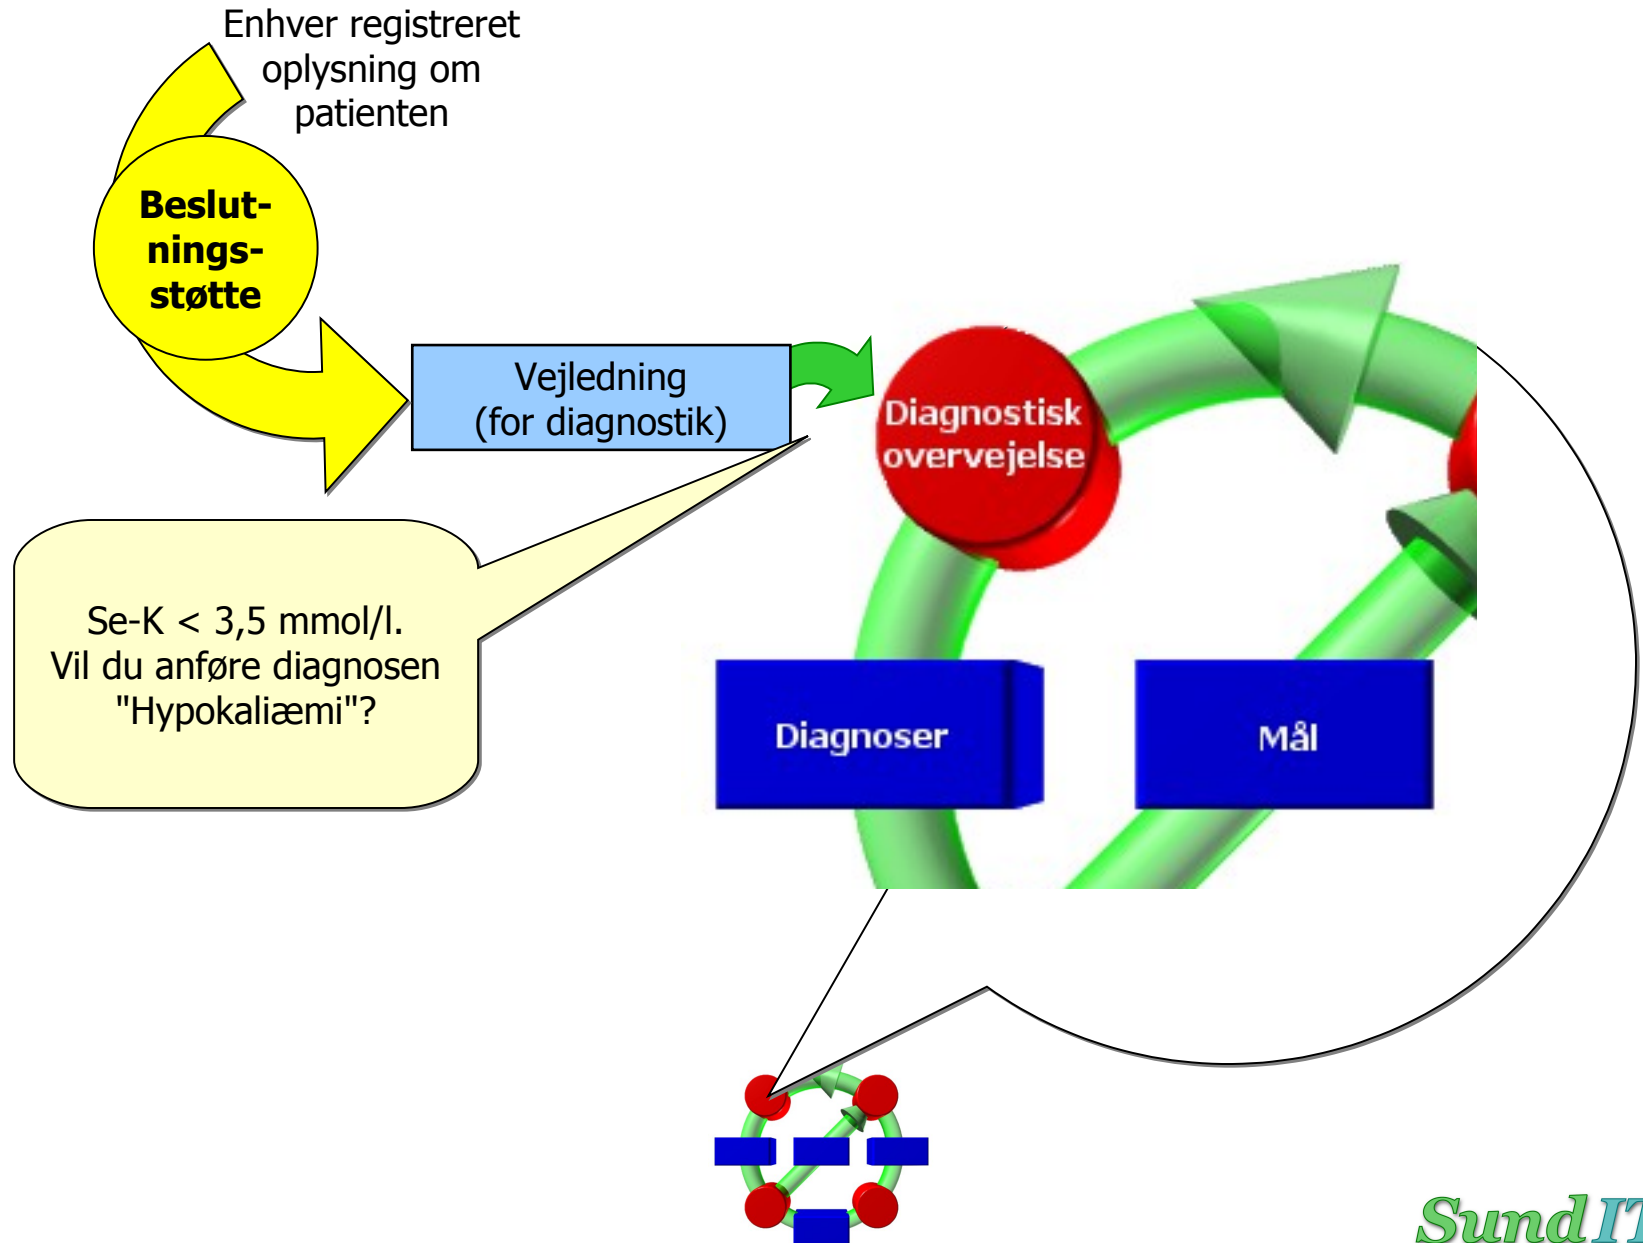 Enhver registreret
oplysning om
patienten
Beslut-
nings-
støtte
Vejledning
(for diagnostik)
Diagnostisk
overvejelse
Se-K < 3,5 mmol/l.
Vil du anføre diagnosen
"Hypokaliæmi"?
Diagnoser
Mål
SundIT